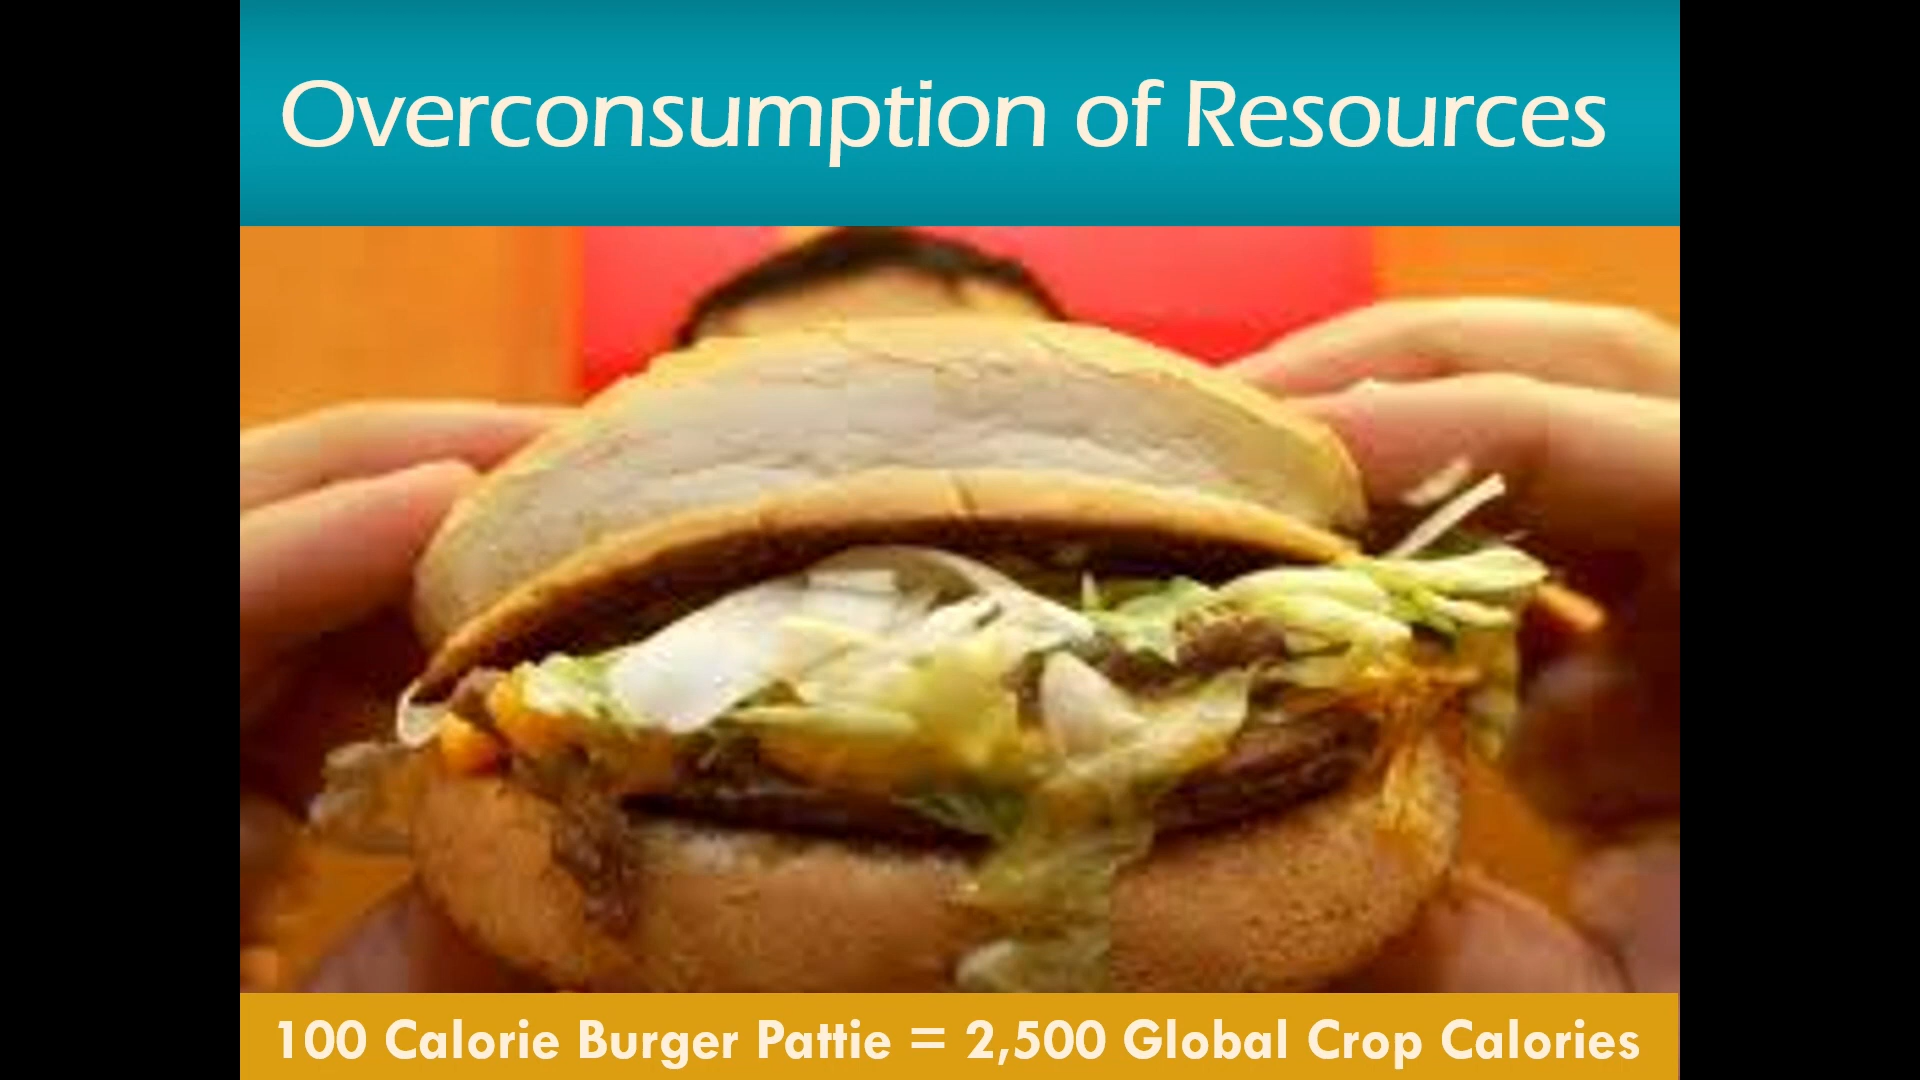 Overconsumption of Resources
100 Calorie Burger Pattie = 2,500 Global Crop Calories